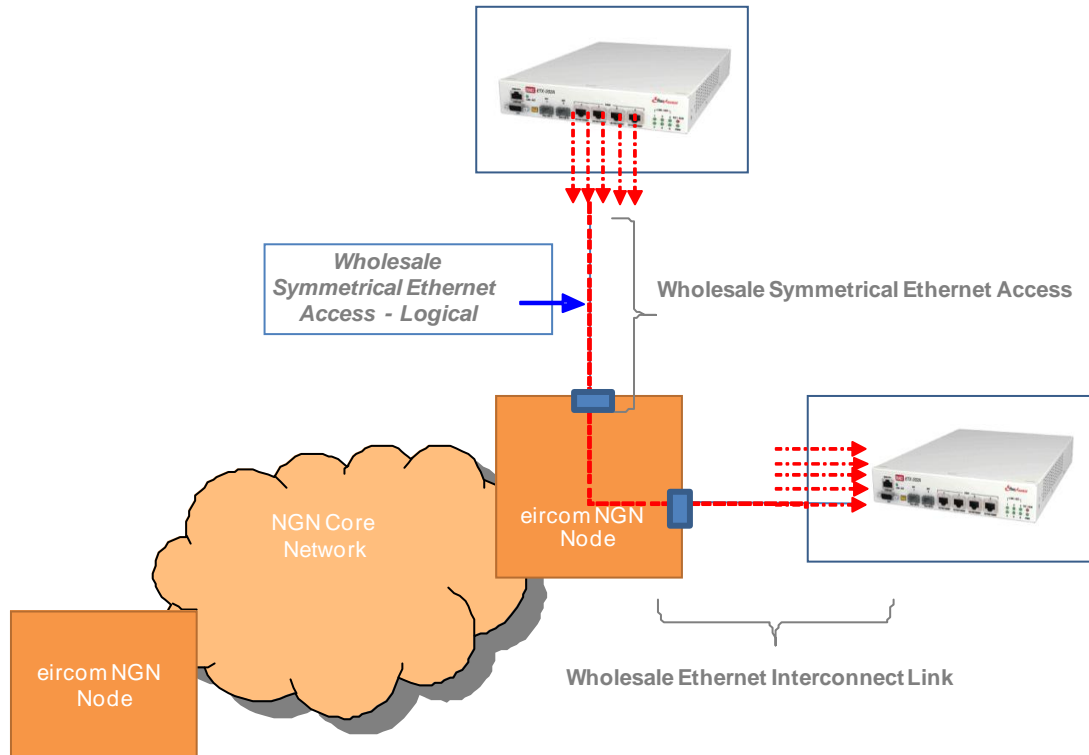 Wholesale
Symmetrical Ethernet
Access - Logical
Wholesale Symmetrical Ethernet Access
NGN Core
Network
eircom NGN
Node
eircom NGN
Node
Wholesale Ethernet Interconnect Link